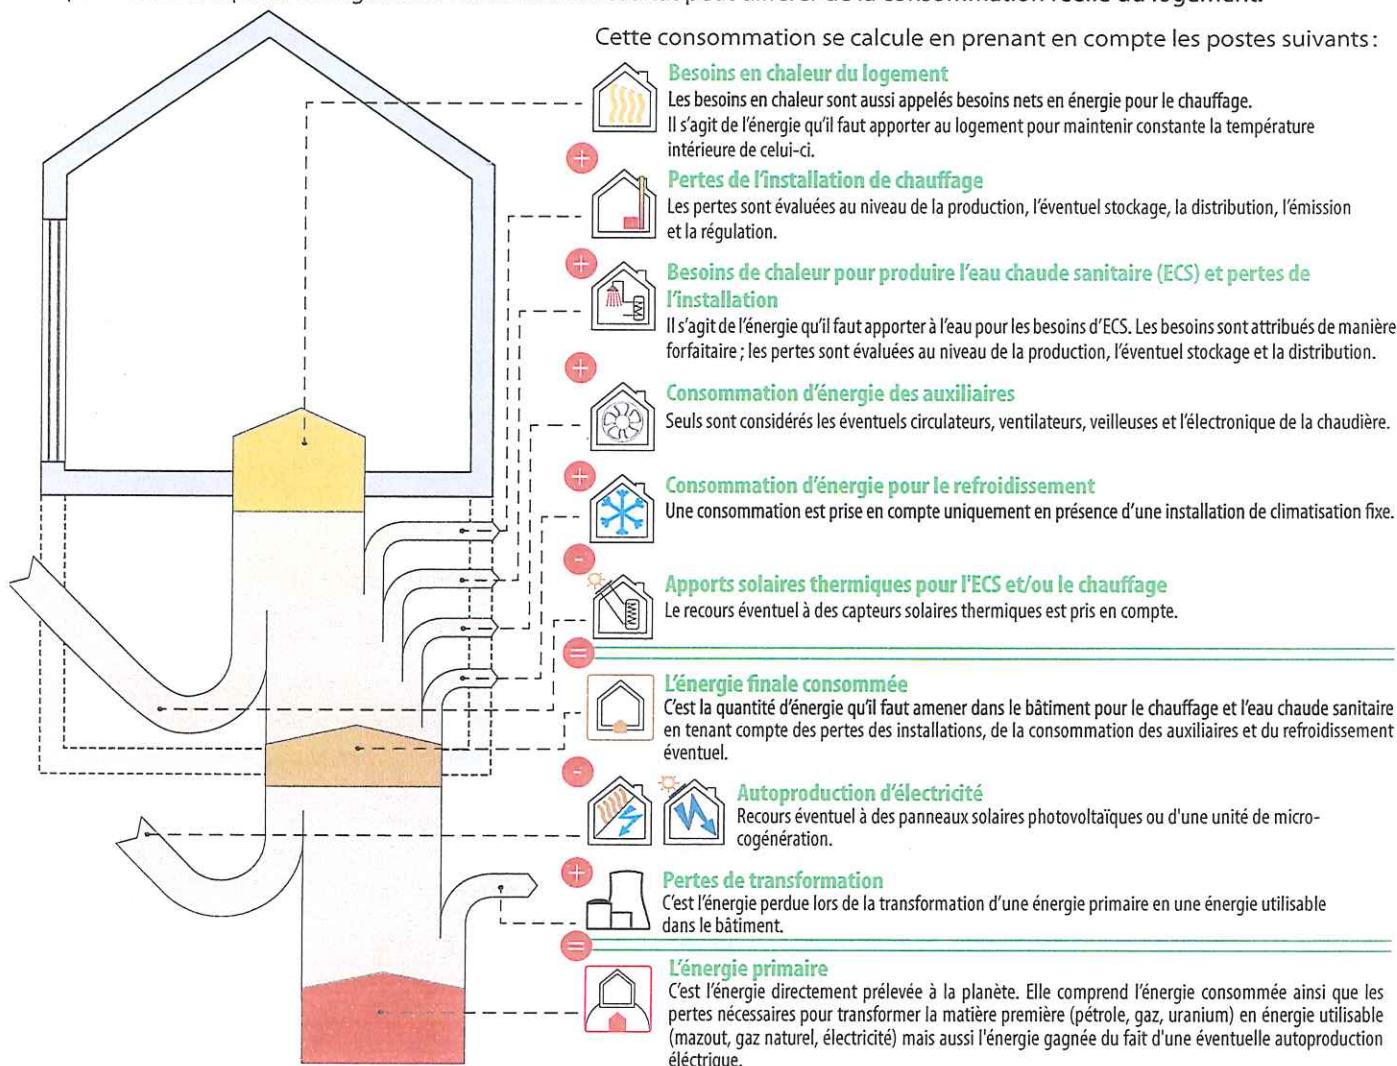 peut différer de la consommation réelle du logement.
Cette consommation se calcule en prenant en compte les postes suivants :
Besoins en chaleur du logement
Les besoins en chaleur sont aussi appelés besoins nets en énergie pour le chauffage.
Il s'agit de l'énergie qu'il faut apporter au logement pour maintenir constante la température
intérieure de celui-ci.
+
Pertes de l'installation de chauffage
Les pertes sont évaluées au niveau de la production, l'éventuel stockage, la distribution, l'émission
et la régulation.
+
Besoins de chaleur pour produire l'eau chaude sanitaire (ECS) et pertes de
l'installation
Il s'agit de l'énergie qu'il faut apporter à l'eau pour les besoins d'ECS. Les besoins sont attribués de manière
forfaitaire ; les pertes sont évaluées au niveau de la production, l'éventuel stockage et la distribution.
+
Consommation d'énergie des auxiliaires
Seuls sont considérés les éventuels circulateurs, ventilateurs, veilleuses et l'électronique de la chaudière.
+
Consommation d'énergie pour le refroidissement
Une consommation est prise en compte uniquement en présence d'une installation de climatisation fixe.
-
Apports solaires thermiques pour l'ECS et/ou le chauffage
Le recours éventuel à des capteurs solaires thermiques est pris en compte.
=
L'énergie finale consommée
C'est la quantité d'énergie qu'il faut amener dans le bâtiment pour le chauffage et l'eau chaude sanitaire
en tenant compte des pertes des installations, de la consommation des auxiliaires et du refroidissement
éventuel.
-
Autoproduction d'électricité
Recours éventuel à des panneaux solaires photovoltaïques ou d'une unité de micro-
cogénération.
+
Pertes de transformation
C'est l'énergie perdue lors de la transformation d'une énergie primaire en une énergie utilisable
dans le bâtiment.
=
L'énergie primaire
C'est l'énergie directement prélevée à la planète. Elle comprend l'énergie consommée ainsi que les
pertes nécessaires pour transformer la matière première (pétrole, gaz, uranium) en énergie utilisable
(mazout, gaz naturel, électricité) mais aussi l'énergie gagnée du fait d'une éventuelle autoproduction
éléctrique.